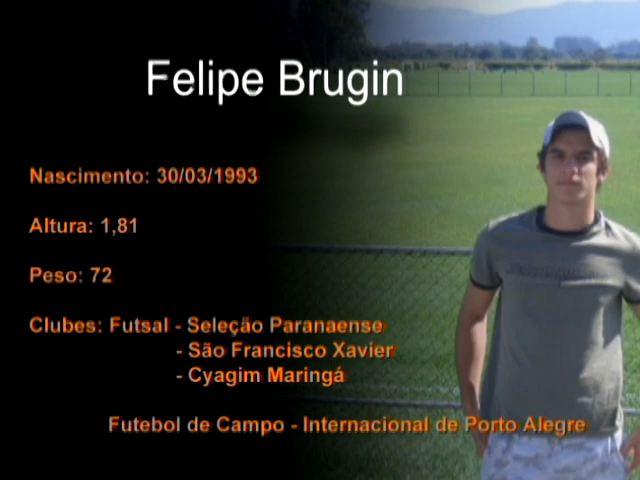 Felipe Brugin
Nascimento: 30/03/1993
Altura: 1,81
Peso: 72
Clubes: Futsal - Seleção Paranaense
- São Francisco Xavier
- Cyagim Maringá
Futebol de Campo - Internacional de Porto Alegre